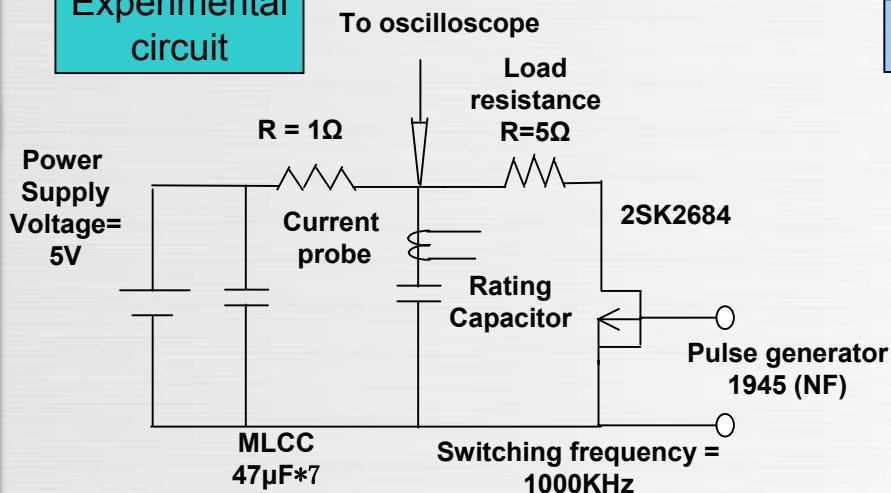 Experimental
circuit
To oscilloscope
Load
resistance
R=5Ω
R = 1Ω
Power
Supply
Voltage=
5V
Current
probe
2SK2684
Rating
Capacitor
Pulse generator
1945 (NF)
MLCC
47µF*7
Switching frequency =
1000KHz